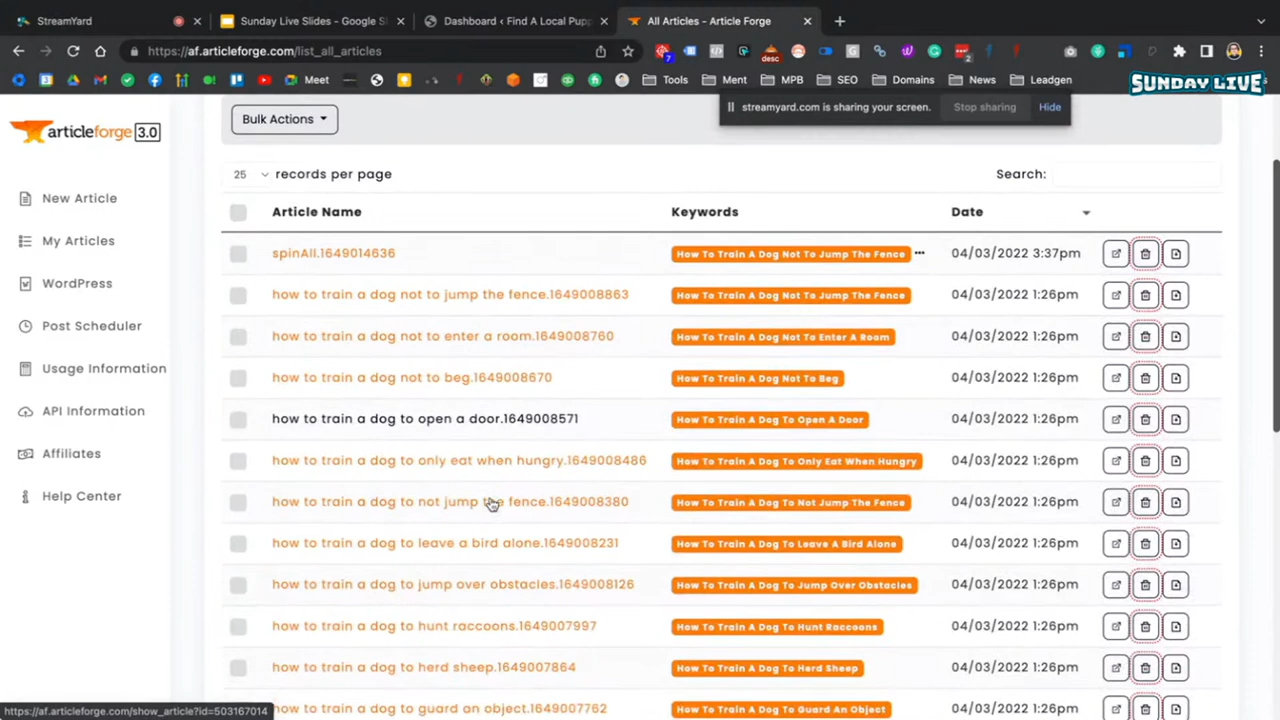 StreamYard
Sunday Live Slides - Google Sl
Dashboard ‹ Find A Local Pupp
All Articles - Article Forge
https://af.articleforge.com/list_all_articles
Meet
Tools
Ment
MPB
SEO
Domains
News
Leadgen
SUNDAY LIVE
streamyard.com is sharing your screen.
Stop sharing
Hide
articleforge 3.0
Bulk Actions
25 records per page
Search:
New Article
My Articles
WordPress
Post Scheduler
Usage Information
API Information
Affiliates
Help Center
Article Name Keywords Date
spinAll.1649014636 How To Train A Dog Not To Jump The Fence ••• 04/03/2022 3:37pm
how to train a dog not to jump the fence.1649008863 How To Train A Dog Not To Jump The Fence 04/03/2022 1:26pm
how to train a dog not to enter a room.1649008760 How To Train A Dog Not To Enter A Room 04/03/2022 1:26pm
how to train a dog not to beg.1649008670 How To Train A Dog Not To Beg 04/03/2022 1:26pm
how to train a dog to open a door.1649008571 How To Train A Dog To Open A Door 04/03/2022 1:26pm
how to train a dog to only eat when hungry.1649008486 How To Train A Dog To Only Eat When Hungry 04/03/2022 1:26pm
how to train a dog to not jump the fence.1649008380 How To Train A Dog To Not Jump The Fence 04/03/2022 1:26pm
how to train a dog to leave a bird alone.1649008231 How To Train A Dog To Leave A Bird Alone 04/03/2022 1:26pm
how to train a dog to jump over obstacles.1649008126 How To Train A Dog To Jump Over Obstacles 04/03/2022 1:26pm
how to train a dog to hunt raccoons.1649007997 How To Train A Dog To Hunt Raccoons 04/03/2022 1:26pm
how to train a dog to herd sheep.1649007864 How To Train A Dog To Herd Sheep 04/03/2022 1:26pm
how to train a dog to guard an object.1649007762 How To Train A Dog To Guard An Object 04/03/2022 1:26pm
https://af.articleforge.com/show_article?id=503167014